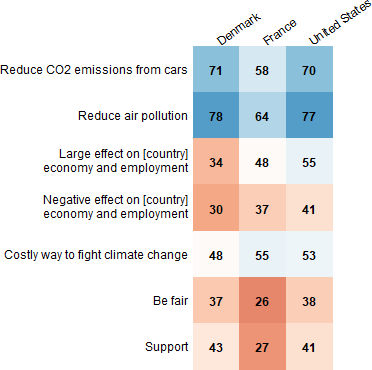 Denmark France United States
Reduce CO2 emissions from cars 71 58 70
Reduce air pollution 78 64 77
Large effect on [country]
economy and employment 34 48 55
Negative effect on [country]
economy and employment 30 37 41
Costly way to fight climate change 48 55 53
Be fair 37 26 38
Support 43 27 41